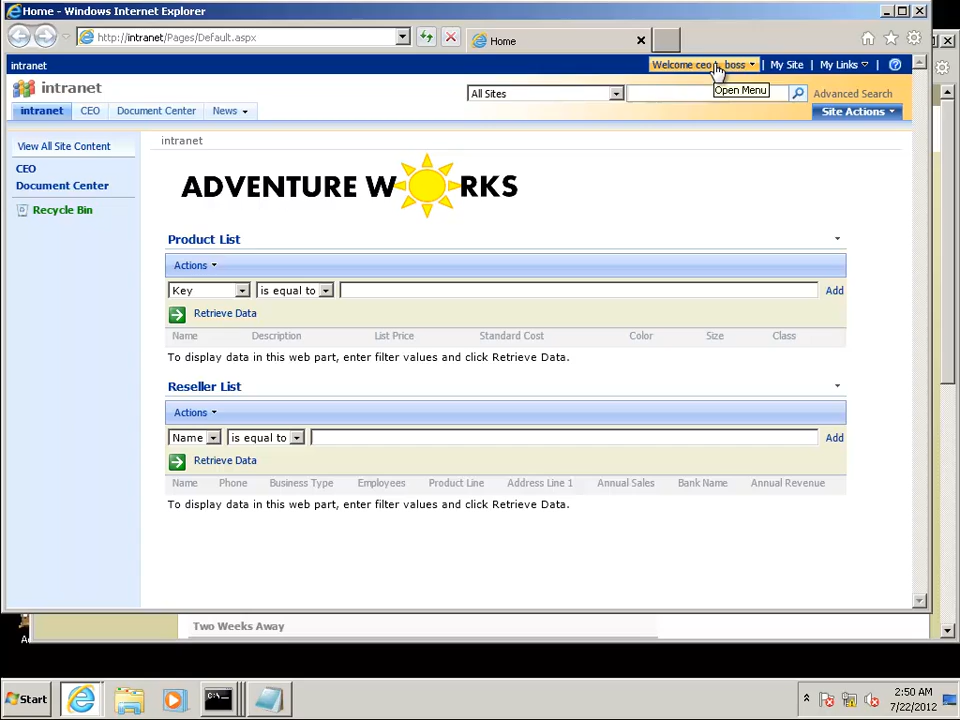 Home - Windows Internet Explorer
http://intranet/Pages/Default.aspx
Home
intranet
Welcome ceo boss
My Site | My Links
Open Menu
intranet
All Sites
Advanced Search
intranet CEO Document Center News
Site Actions
View All Site Content
intranet
CEO
Document Center
Recycle Bin
ADVENTURE W RKS
Product List
Actions
Key is equal to Add
Retrieve Data
Name Description List Price Standard Cost Color Size Class
To display data in this web part, enter filter values and click Retrieve Data.
Reseller List
Actions
Name is equal to Add
Retrieve Data
Name Phone Business Type Employees Product Line Address Line 1 Annual Sales Bank Name Annual Revenue
To display data in this web part, enter filter values and click Retrieve Data.
Two Weeks Away
Start
2:50 AM
7/22/2012